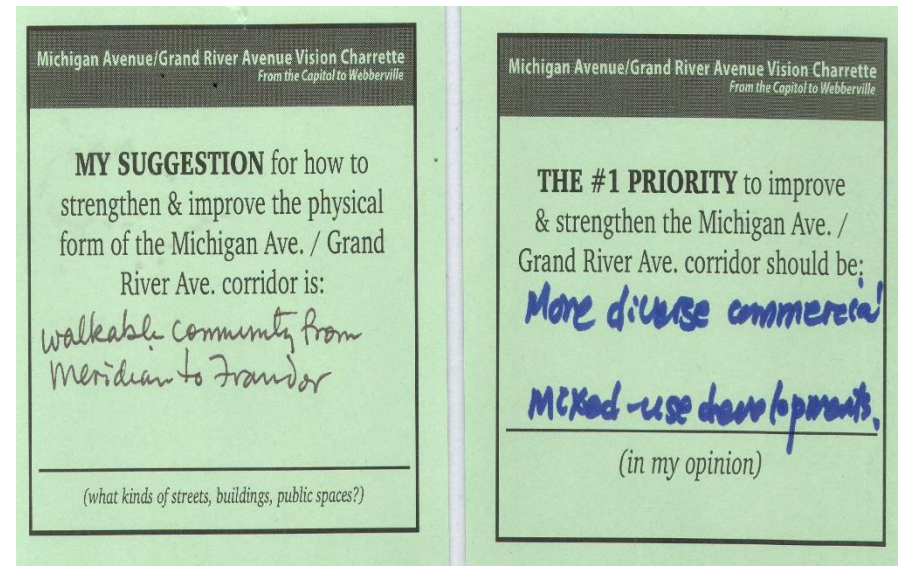 Michigan Avenue/Grand River Avenue Vision Charrette
From the Capitol to Webberville
MY SUGGESTION for how to
strengthen & improve the physical
form of the Michigan Ave. / Grand
River Ave. corridor is:
walkable community from
Meridian to Frandor
(what kinds of streets, buildings, public spaces?)
Michigan Avenue/Grand River Avenue Vision Charrette
From the Capitol to Webberville
THE #1 PRIORITY to improve
& strengthen the Michigan Ave. /
Grand River Ave. corridor should be:
More diverse commercial
Mixed-use developments.
(in my opinion)